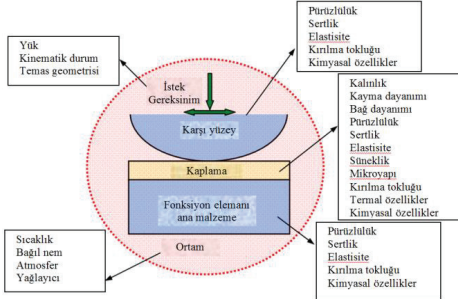 Pürüzlülük
Sertlik
Elastisite
Kırılma tokluğu
Kimyasal özellikler
Yük
Kinematik durum
Temas geometrisi
İstek
Gereksinim
Karşı yüzey
Kaplama
Fonksiyon elemanı
ana malzeme
Ortam
Kalınlık
Kayma dayanımı
Bağ dayanımı
Pürüzlülük
Sertlik
Elastisite
Süneklik
Mikroyapı
Kırılma tokluğu
Termal özellikler
Kimyasal özellikler
Sıcaklık
Bağıl nem
Atmosfer
Yağlayıcı
Pürüzlülük
Sertlik
Elastisite
Kırılma tokluğu
Kimyasal özellikler